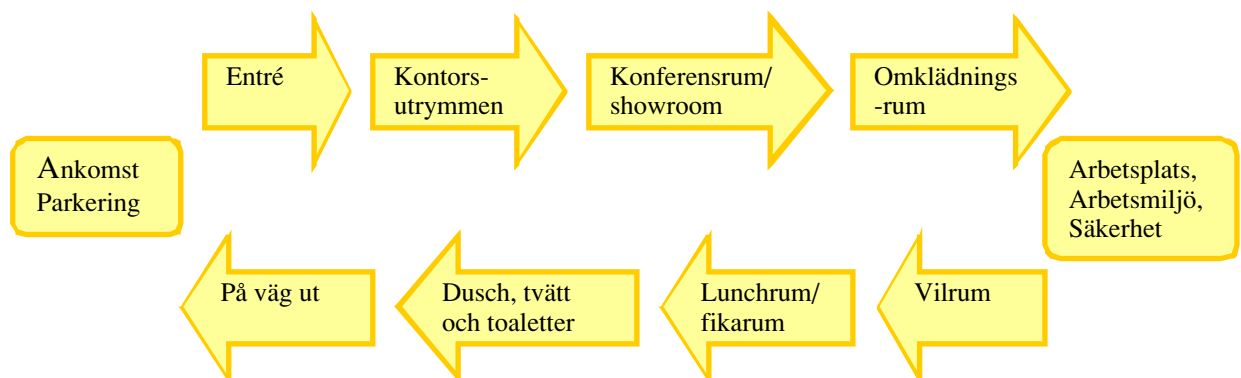 Entré
Kontors-
utrymmen
Konferensrum/
showroom
Omklädnings
-rum
Ankomst
Parkering
Arbetsplats,
Arbetsmiljö,
Säkerhet
På väg ut
Dusch, tvätt
och toaletter
Lunchrum/
fikarum
Vilrum